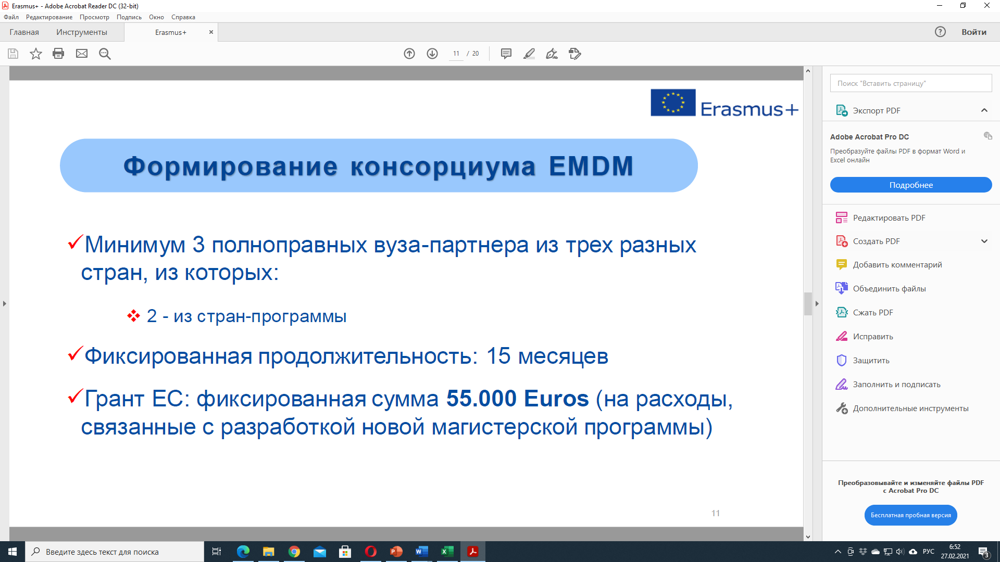 Erasmus+ - Adobe Acrobat Reader DC (32-bit)
Файл Редактирование Просмотр Подпись Окно Справка
Главная Инструменты Erasmus+ × ? Войти
11 / 20
Поиск "Вставить страницу"
Экспорт PDF
Adobe Acrobat Pro DC
Преобразуйте файлы PDF в формат Word и
Excel онлайн
Подробнее
Редактировать PDF
Создать PDF
Добавить комментарий
Объединить файлы
Сжать PDF
Исправить
Защитить
Заполнить и подписать
Дополнительные инструменты
Преобразовывайте и изменяйте файлы PDF
с Acrobat Pro DC
Бесплатная пробная версия
Erasmus+
Формирование консорциума EMDM
Минимум 3 полноправных вуза-партнера из трех разных
стран, из которых:
2 - из стран-программы
Фиксированная продолжительность: 15 месяцев
Грант ЕС: фиксированная сумма 55.000 Euros (на расходы,
связанные с разработкой новой магистерской программы)
11
Введите здесь текст для поиска
РУС
6:52
27.02.2021
3